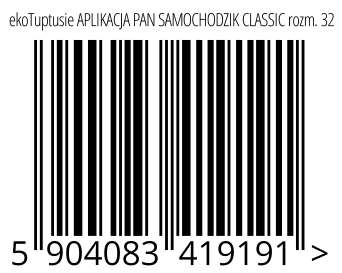 ekoTuptusie APLIKACJA PAN SAMOCHODZIK CLASSIC rozm. 32
5 904083 419191 >